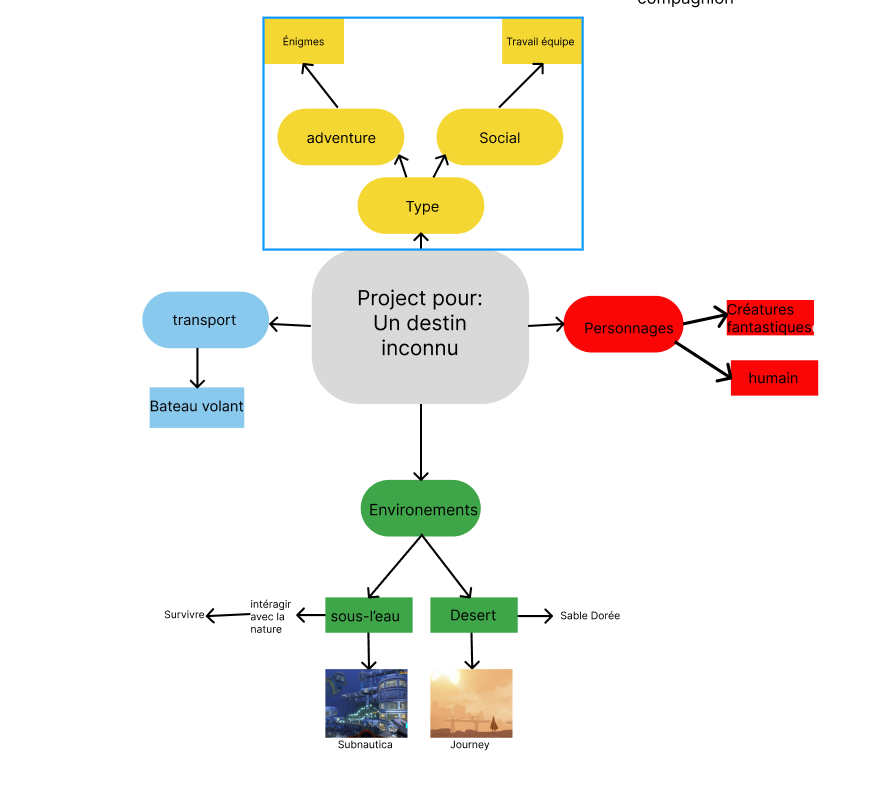 compagnion
Énigmes
Travail équipe
adventure
Social
Type
Project pour:
Un destin
inconnu
transport
Bateau volant
Personnages
Créatures
fantastiques
humain
Environements
sous-l'eau
Desert
intéragir
avec la
nature
Survivre
Sable Dorée
Subnautica
Journey